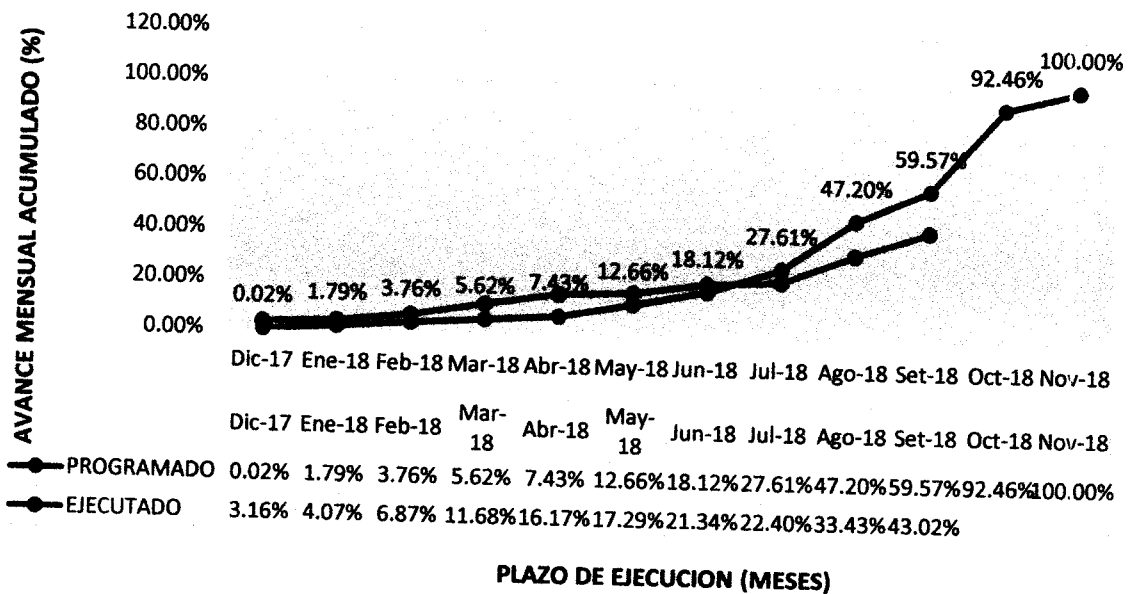 AVANCE MENSUAL ACUMULADO (%)
120.00%
100.00%
80.00%
60.00%
40.00%
20.00%
0.00%
0.02% 1.79% 3.76% 5.62% 7.43% 12.66% 18.12% 27.61% 47.20% 59.57% 92.46% 100.00%
Dic-17 Ene-18 Feb-18 Mar-18 Abr-18 May-18 Jun-18 Jul-18 Ago-18 Set-18 Oct-18 Nov-18
Dic-17 Ene-18 Feb-18 Mar-18 Abr-18 May-18 Jun-18 Jul-18 Ago-18 Set-18 Oct-18 Nov-18
PROGRAMADO 0.02% 1.79% 3.76% 5.62% 7.43% 12.66% 18.12% 27.61% 47.20% 59.57% 92.46% 100.00%
EJECUTADO 3.16% 4.07% 6.87% 11.68% 16.17% 17.29% 21.34% 22.40% 33.43% 43.02%
PLAZO DE EJECUCION (MESES)